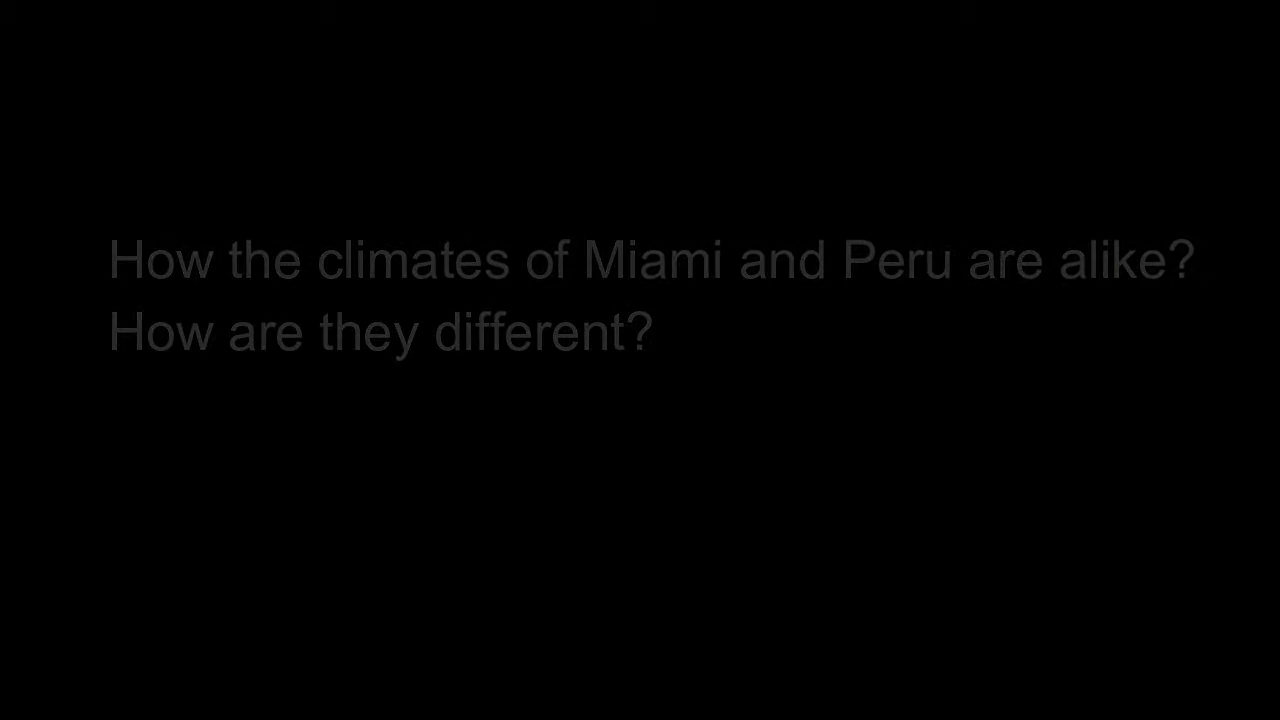 How the climates of Miami and Peru are alike?
How are they different?